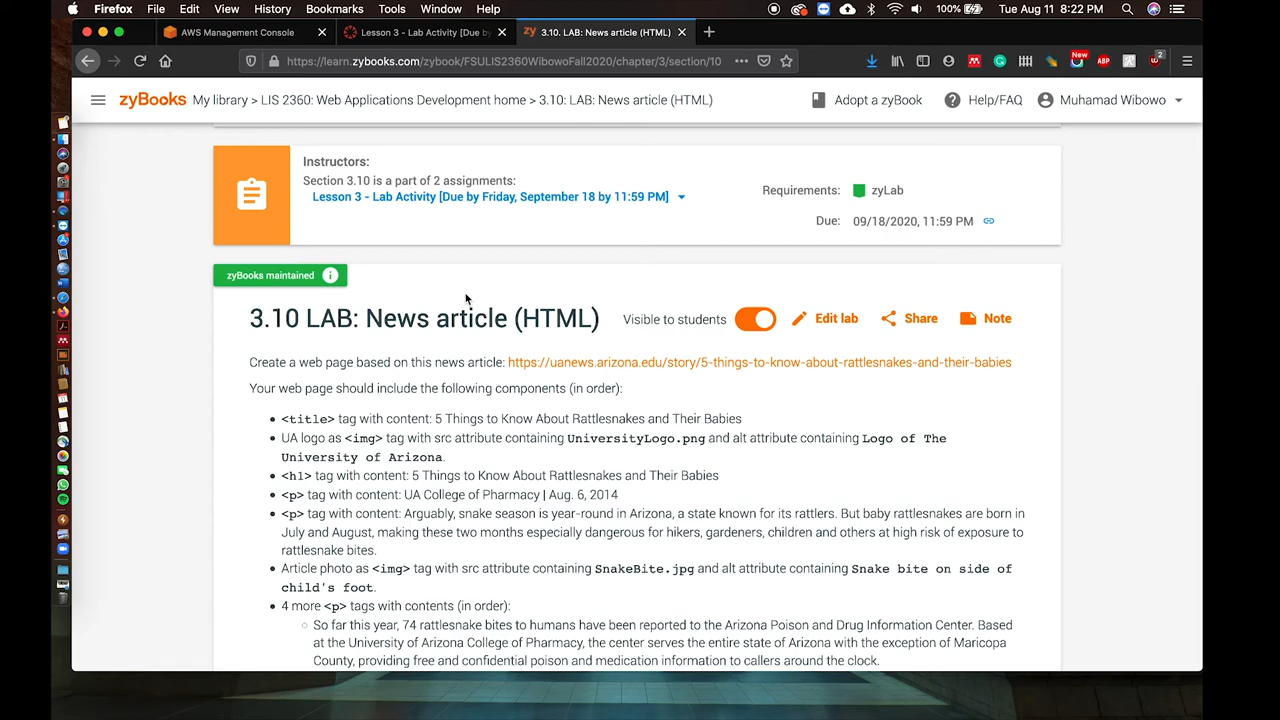 Firefox File Edit View History Bookmarks Tools Window Help 100% Tue Aug 11 8:22 PM
AWS Management Console
Lesson 3 - Lab Activity [Due by
3.10. LAB: News article (HTML)
https://learn.zybooks.com/zybook/FSULIS2360WibowoFall2020/chapter/3/section/10
New
ABP
2
zyBooks My library > LIS 2360: Web Applications Development home > 3.10: LAB: News article (HTML)
Adopt a zyBook
Help/FAQ
Muhamad Wibowo
Instructors:
Section 3.10 is a part of 2 assignments:
Lesson 3 - Lab Activity [Due by Friday, September 18 by 11:59 PM]
Requirements: zyLab
Due: 09/18/2020, 11:59 PM
zyBooks maintained
3.10 LAB: News article (HTML)
Visible to students
Edit lab
Share
Note
Create a web page based on this news article: https://uanews.arizona.edu/story/5-things-to-know-about-rattlesnakes-and-their-babies
Your web page should include the following components (in order):
<title> tag with content: 5 Things to Know About Rattlesnakes and Their Babies
UA logo as <img> tag with src attribute containing UniversityLogo.png and alt attribute containing Logo of The
University of Arizona.
<h1> tag with content: 5 Things to Know About Rattlesnakes and Their Babies
<p> tag with content: UA College of Pharmacy | Aug. 6, 2014
<p> tag with content: Arguably, snake season is year-round in Arizona, a state known for its rattlers. But baby rattlesnakes are born in
July and August, making these two months especially dangerous for hikers, gardeners, children and others at high risk of exposure to
rattlesnake bites.
Article photo as <img> tag with src attribute containing SnakeBite.jpg and alt attribute containing Snake bite on side of
child's foot.
4 more <p> tags with contents (in order):
So far this year, 74 rattlesnake bites to humans have been reported to the Arizona Poison and Drug Information Center. Based
at the University of Arizona College of Pharmacy, the center serves the entire state of Arizona with the exception of Maricopa
County, providing free and confidential poison and medication information to callers around the clock.